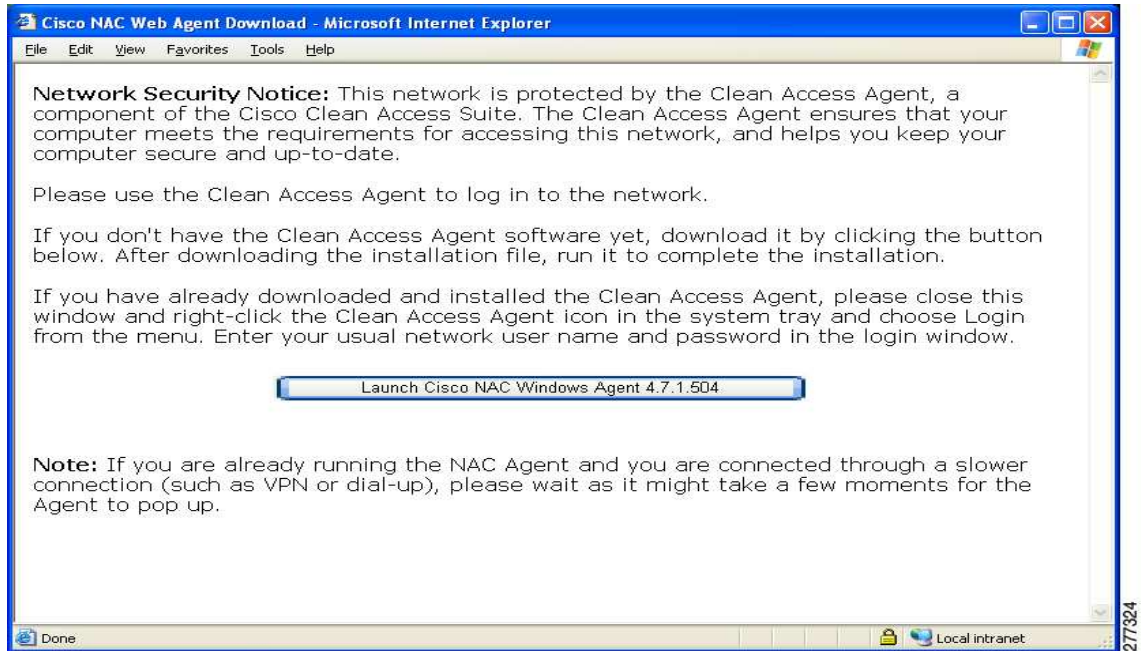 Cisco NAC Web Agent Download - Microsoft Internet Explorer
File Edit View Favorites Tools Help
Network Security Notice: This network is protected by the Clean Access Agent, a
component of the Cisco Clean Access Suite. The Clean Access Agent ensures that your
computer meets the requirements for accessing this network, and helps you keep your
computer secure and up-to-date.
Please use the Clean Access Agent to log in to the network.
If you don't have the Clean Access Agent software yet, download it by clicking the button
below. After downloading the installation file, run it to complete the installation.
If you have already downloaded and installed the Clean Access Agent, please close this
window and right-click the Clean Access Agent icon in the system tray and choose Login
from the menu. Enter your usual network user name and password in the login window.
Launch Cisco NAC Windows Agent 4.7.1.504
Note: If you are already running the NAC Agent and you are connected through a slower
connection (such as VPN or dial-up), please wait as it might take a few moments for the
Agent to pop up.
Done
Local intranet
277324